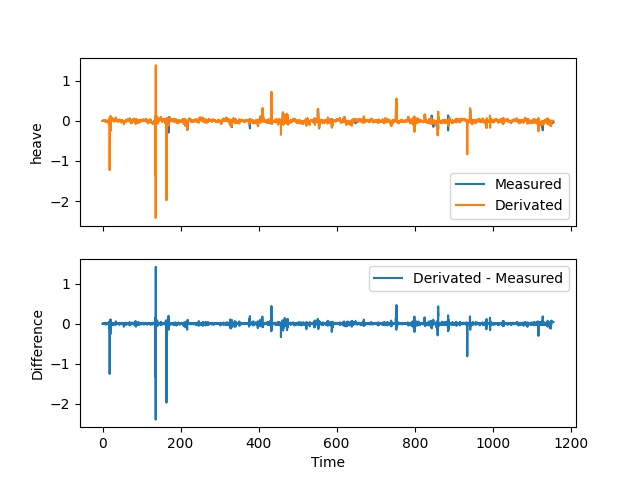 1
0
−1
−2
heave
Measured
Derivated
1
0
−1
−2
Difference
Derivated - Measured
0 200 400 600 800 1000 1200
Time